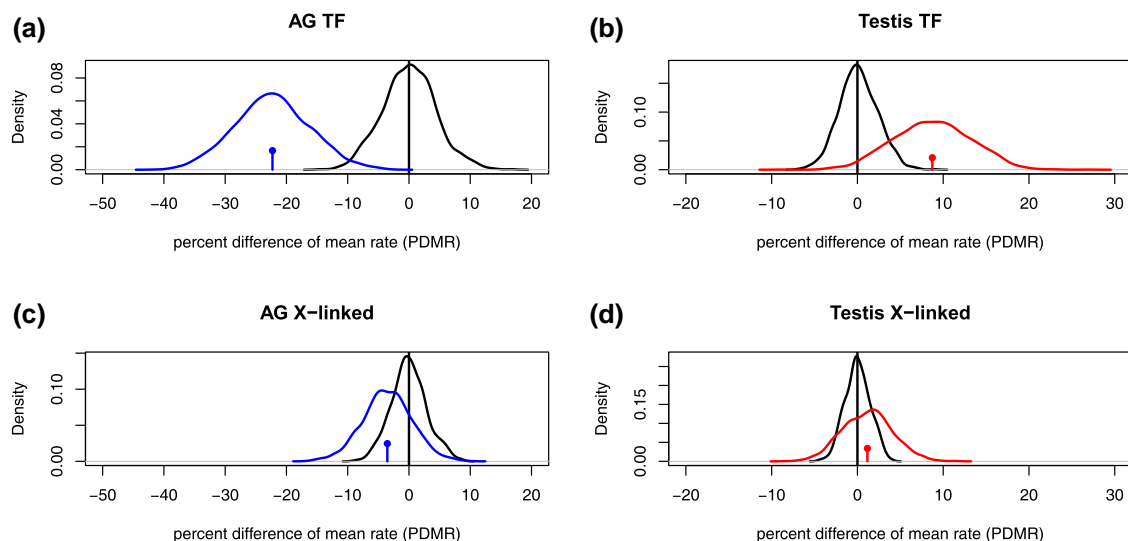 (a)
AG TF
Density
0.00 0.04 0.08
−50 −40 −30 −20 −10 0 10 20
percent difference of mean rate (PDMR)
(b)
Testis TF
Density
0.00 0.10
−20 −10 0 10 20 30
percent difference of mean rate (PDMR)
(c)
AG X−linked
Density
0.00 0.10
−50 −40 −30 −20 −10 0 10 20
percent difference of mean rate (PDMR)
(d)
Testis X−linked
Density
0.00 0.15
−20 −10 0 10 20 30
percent difference of mean rate (PDMR)